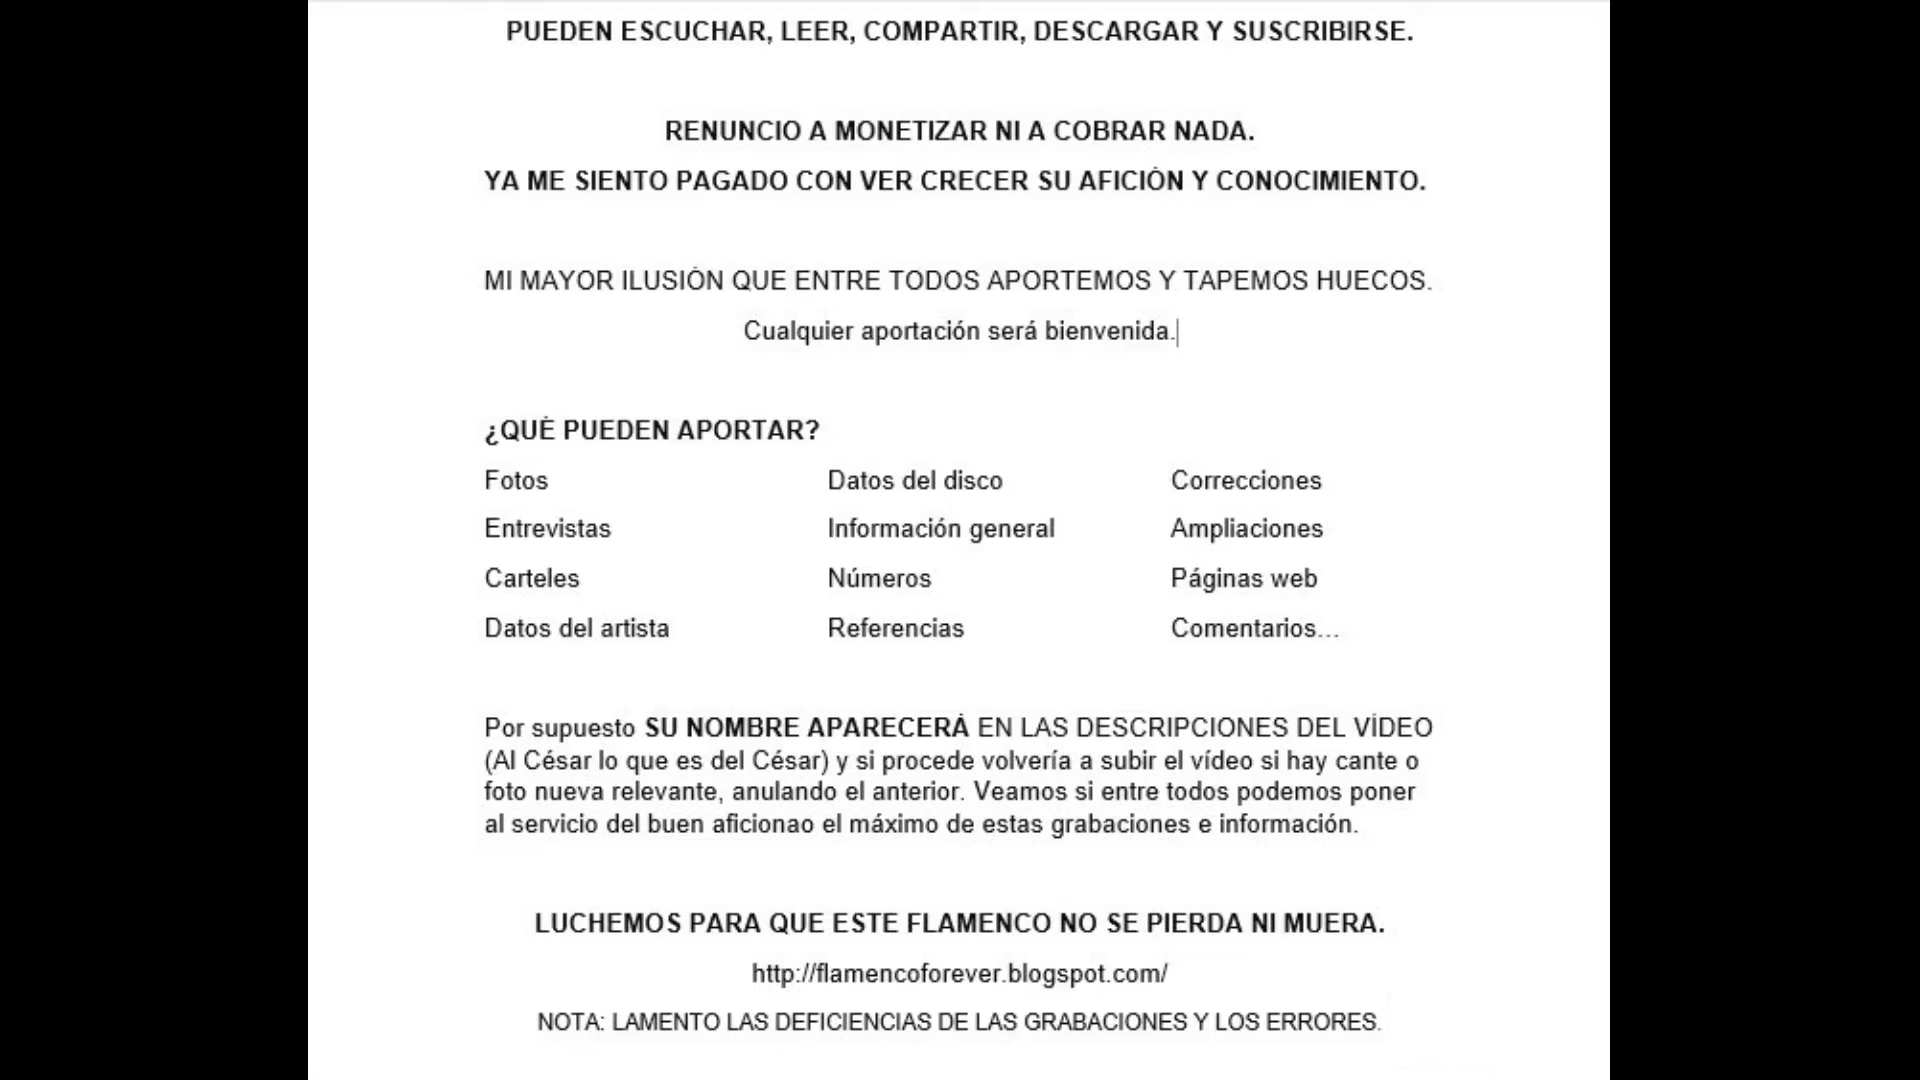 PUEDEN ESCUCHAR, LEER, COMPARTIR, DESCARGAR Y SUSCRIBIRSE.
RENUNCIO A MONETIZAR NI A COBRAR NADA.
YA ME SIENTO PAGADO CON VER CRECER SU AFICIÓN Y CONOCIMIENTO.
MI MAYOR ILUSIÓN QUE ENTRE TODOS APORTEMOS Y TAPEMOS HUECOS.
Cualquier aportación será bienvenida.
¿QUÉ PUEDEN APORTAR?
Fotos Datos del disco Correcciones
Entrevistas Información general Ampliaciones
Carteles Números Páginas web
Datos del artista Referencias Comentarios...
Por supuesto SU NOMBRE APARECERÁ EN LAS DESCRIPCIONES DEL VÍDEO
(Al César lo que es del César) y si procede volvería a subir el vídeo si hay cante o
foto nueva relevante, anulando el anterior. Veamos si entre todos podemos poner
al servicio del buen aficionao el máximo de estas grabaciones e información.
LUCHEMOS PARA QUE ESTE FLAMENCO NO SE PIERDA NI MUERA.
http://flamencoforever.blogspot.com/
NOTA: LAMENTO LAS DEFICIENCIAS DE LAS GRABACIONES Y LOS ERRORES.